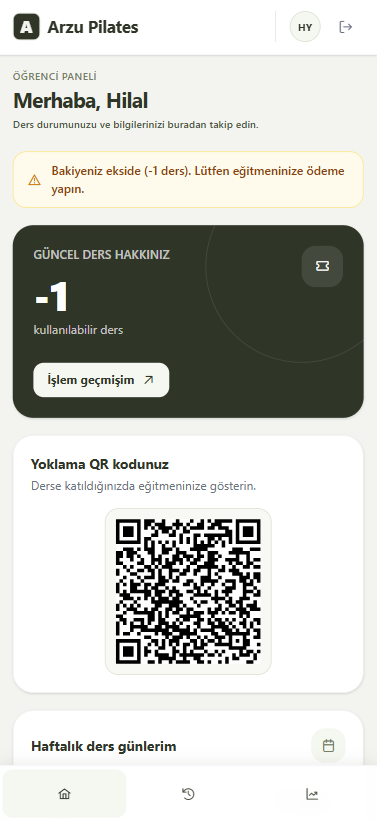 A Arzu Pilates
HY
ÖĞRENCİ PANELİ
Merhaba, Hilal
Ders durumunuzu ve bilgilerinizi buradan takip edin.
Bakiyeniz ekside (-1 ders). Lütfen eğitmeninize ödeme
yapın.
GÜNCEL DERS HAKKINIZ
-1
kullanılabilir ders
İşlem geçmişim
Yoklama QR kodunuz
Derse katıldığınızda eğitmeninize gösterin.
Haftalık ders günlerim